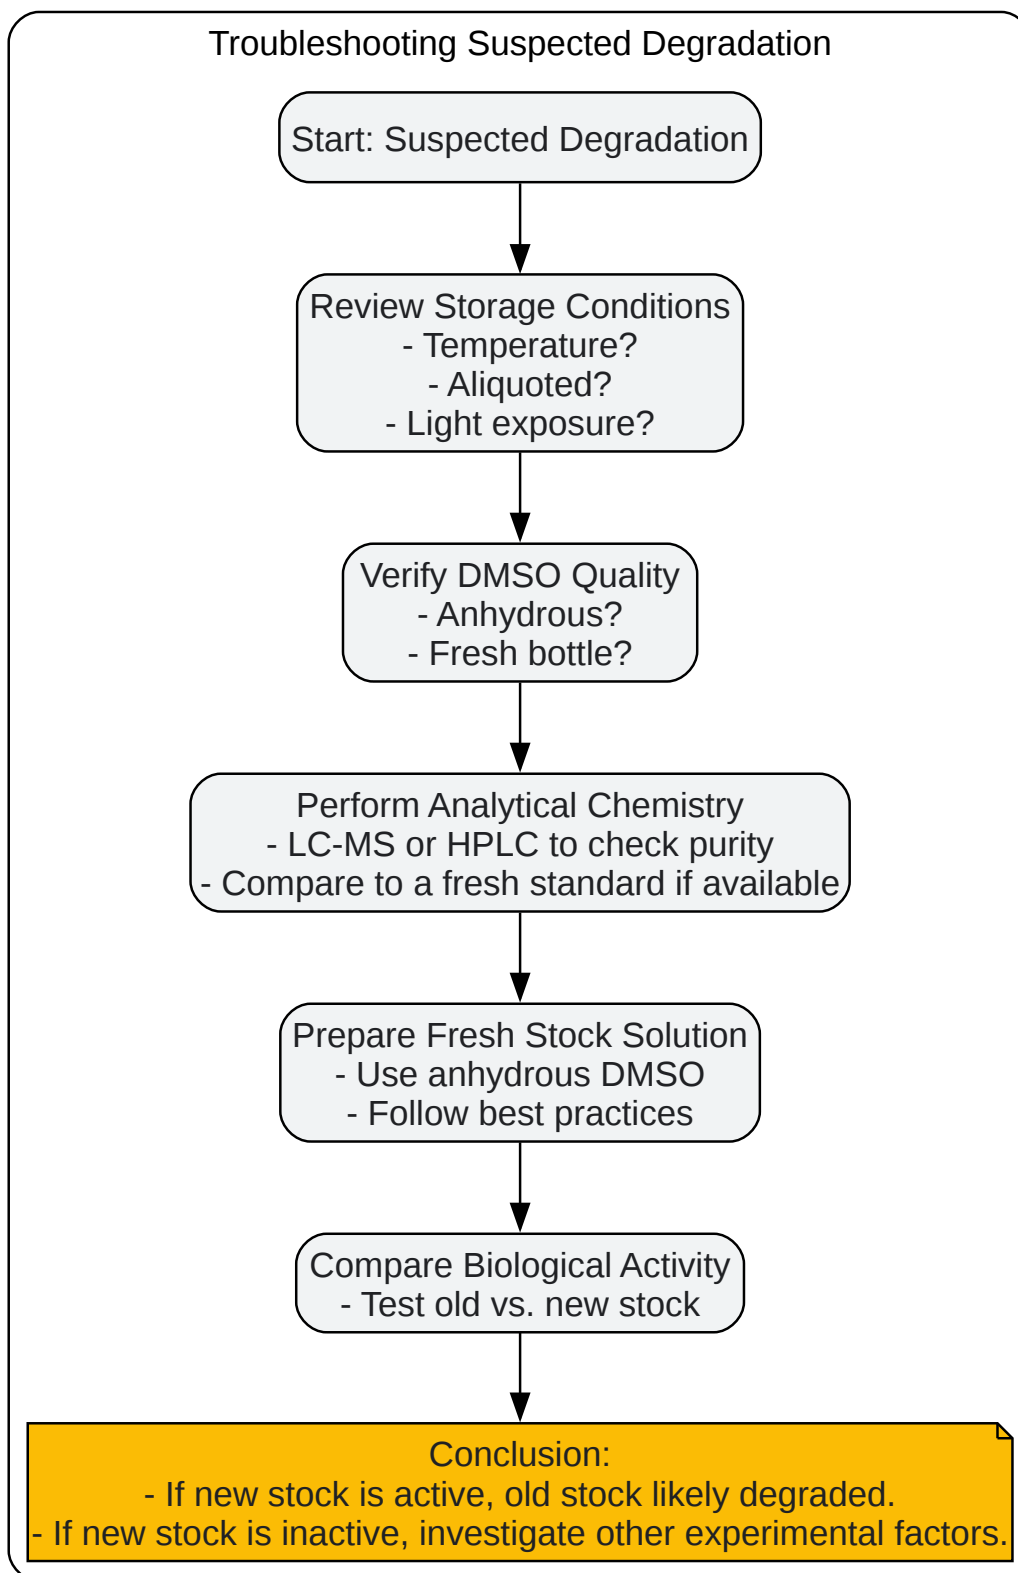 Troubleshooting Suspected Degradation
Start: Suspected Degradation
Review Storage Conditions
- Temperature?
- Aliquoted?
- Light exposure?
Verify DMSO Quality
- Anhydrous?
- Fresh bottle?
Perform Analytical Chemistry
- LC-MS or HPLC to check purity
- Compare to a fresh standard if available
Prepare Fresh Stock Solution
- Use anhydrous DMSO
- Follow best practices
Compare Biological Activity
- Test old vs. new stock
Conclusion:
- If new stock is active, old stock likely degraded.
- If new stock is inactive, investigate other experimental factors.